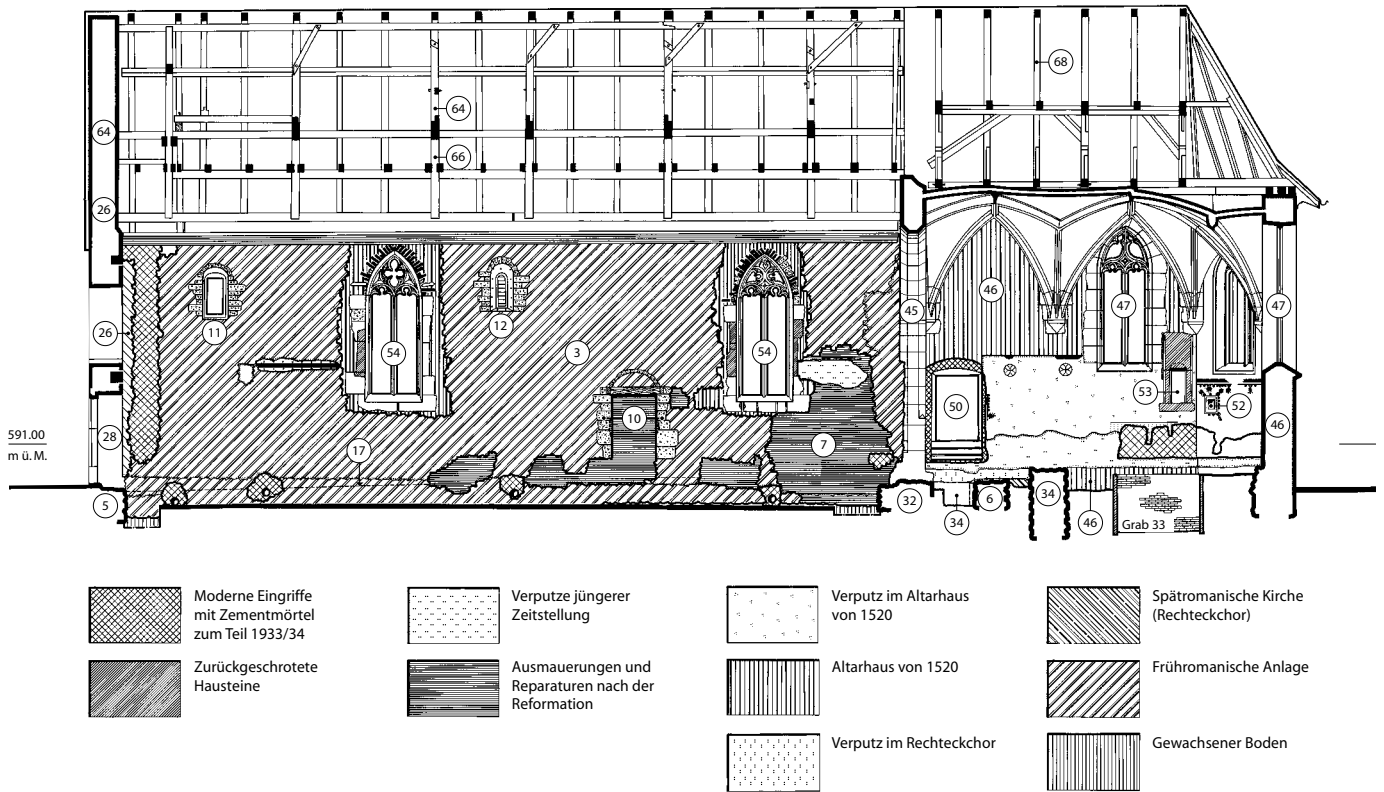 68
64
64
66
26
46
47
45
47
11
12
26
54
3
54
53
50
52
10
591.00
m ü. M.
28
17
7
46
5
32
34
6
34
46
Grab 33
Moderne Eingriffe
mit Zementmörtel
zum Teil 1933/34
Zurückgeschrotete
Hausteine
Verputze jüngerer
Zeitstellung
Ausmauerungen und
Reparaturen nach der
Reformation
Verputz im Altarhaus
von 1520
Altarhaus von 1520
Verputz im Rechteckchor
Spätromanische Kirche
(Rechteckchor)
Frühromanische Anlage
Gewachsener Boden